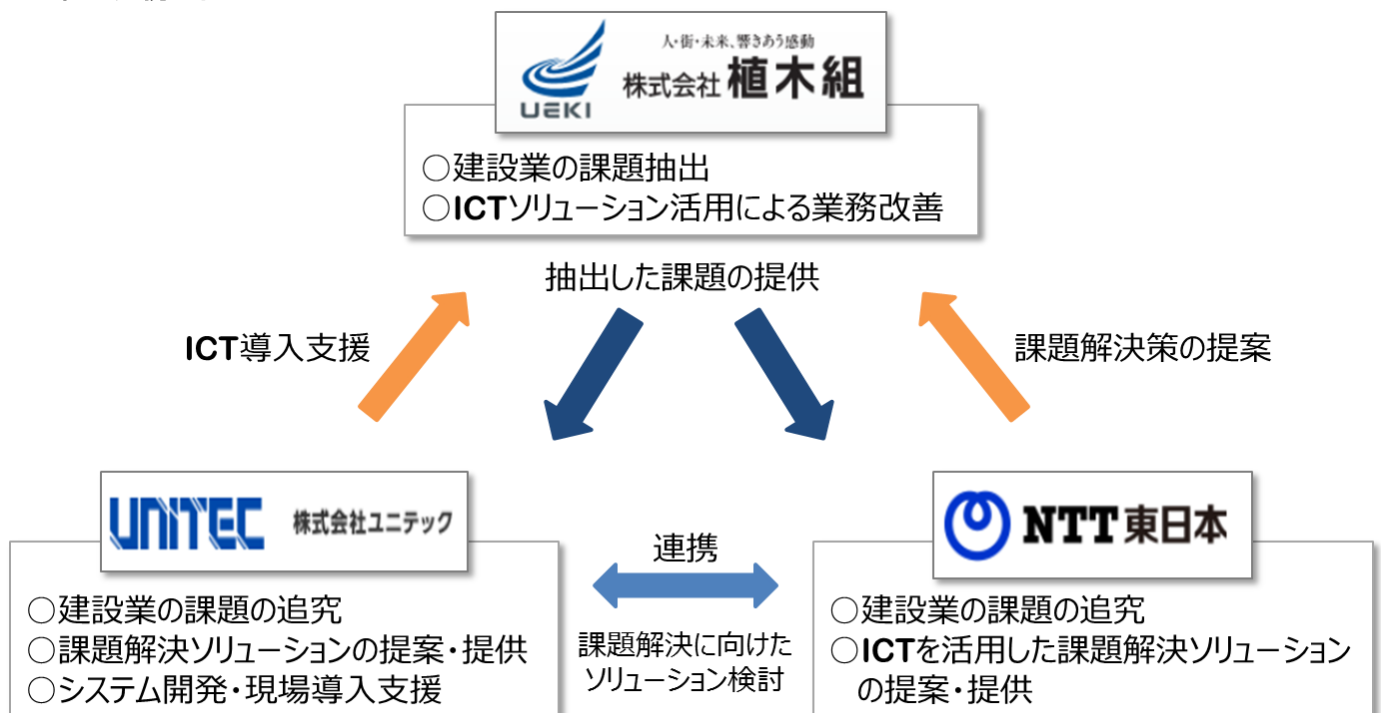 人・街・未来、響きあう感動
株式会社 植木組
UEKI
○建設業の課題抽出
○ICTソリューション活用による業務改善
抽出した課題の提供
ICT導入支援
課題解決策の提案
UNITEC 株式会社ユニテック
○建設業の課題の追究
○課題解決ソリューションの提案・提供
○システム開発・現場導入支援
連携
課題解決に向けた
ソリューション検討
NTT東日本
○建設業の課題の追究
○ICTを活用した課題解決ソリューション
の提案・提供